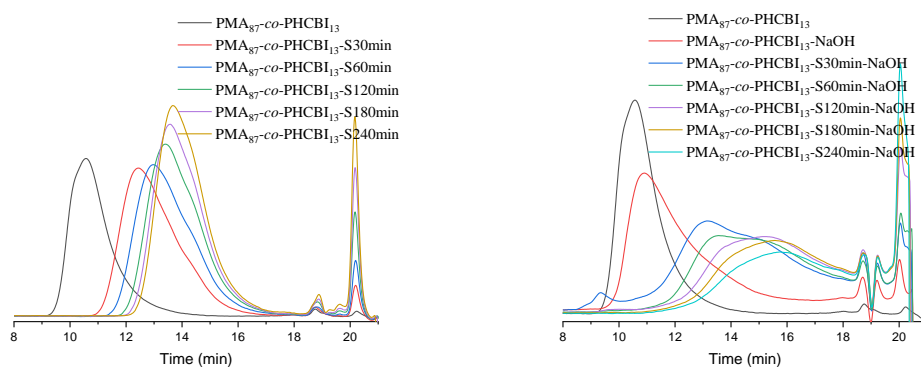 PMA₈₇-co-PHCBI₁₃
PMA₈₇-co-PHCBI₁₃-S30min
PMA₈₇-co-PHCBI₁₃-S60min
PMA₈₇-co-PHCBI₁₃-S120min
PMA₈₇-co-PHCBI₁₃-S180min
PMA₈₇-co-PHCBI₁₃-S240min
8 10 12 14 16 18 20
Time (min)
PMA₈₇-co-PHCBI₁₃
PMA₈₇-co-PHCBI₁₃-NaOH
PMA₈₇-co-PHCBI₁₃-S30min-NaOH
PMA₈₇-co-PHCBI₁₃-S60min-NaOH
PMA₈₇-co-PHCBI₁₃-S120min-NaOH
PMA₈₇-co-PHCBI₁₃-S180min-NaOH
PMA₈₇-co-PHCBI₁₃-S240min-NaOH
8 10 12 14 16 18 20
Time (min)